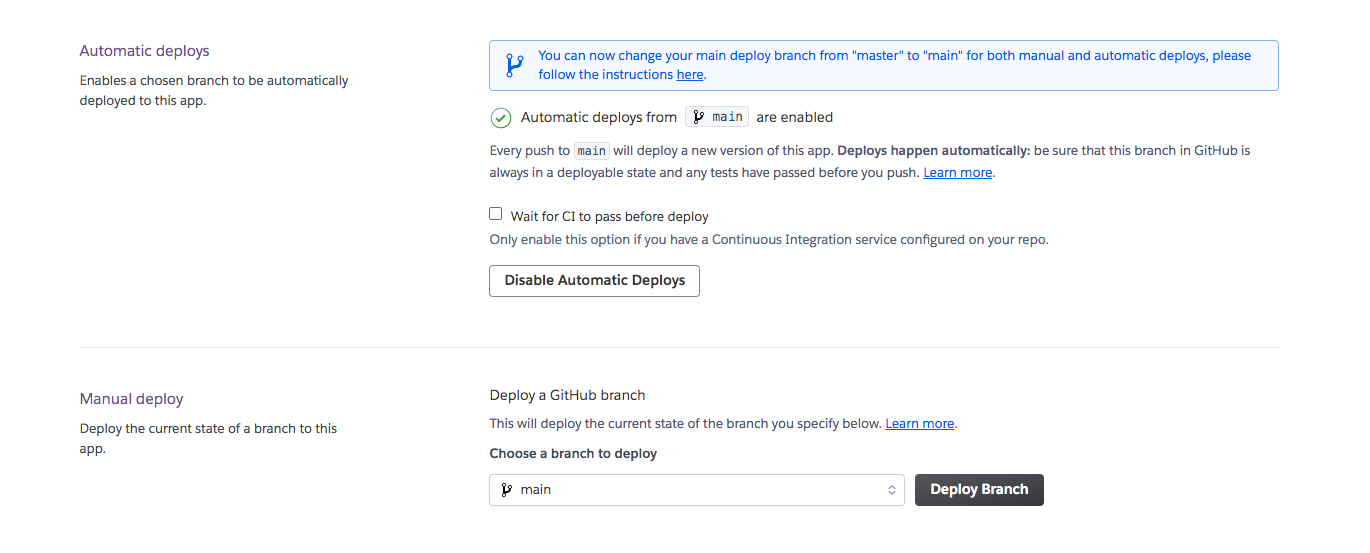 Automatic deploys
Enables a chosen branch to be automatically
deployed to this app.
You can now change your main deploy branch from "master" to "main" for both manual and automatic deploys, please
follow the instructions here.
Automatic deploys from main are enabled
Every push to main will deploy a new version of this app. Deploys happen automatically: be sure that this branch in GitHub is
always in a deployable state and any tests have passed before you push. Learn more.
Wait for CI to pass before deploy
Only enable this option if you have a Continuous Integration service configured on your repo.
Disable Automatic Deploys
Manual deploy
Deploy the current state of a branch to this
app.
Deploy a GitHub branch
This will deploy the current state of the branch you specify below. Learn more.
Choose a branch to deploy
main
Deploy Branch